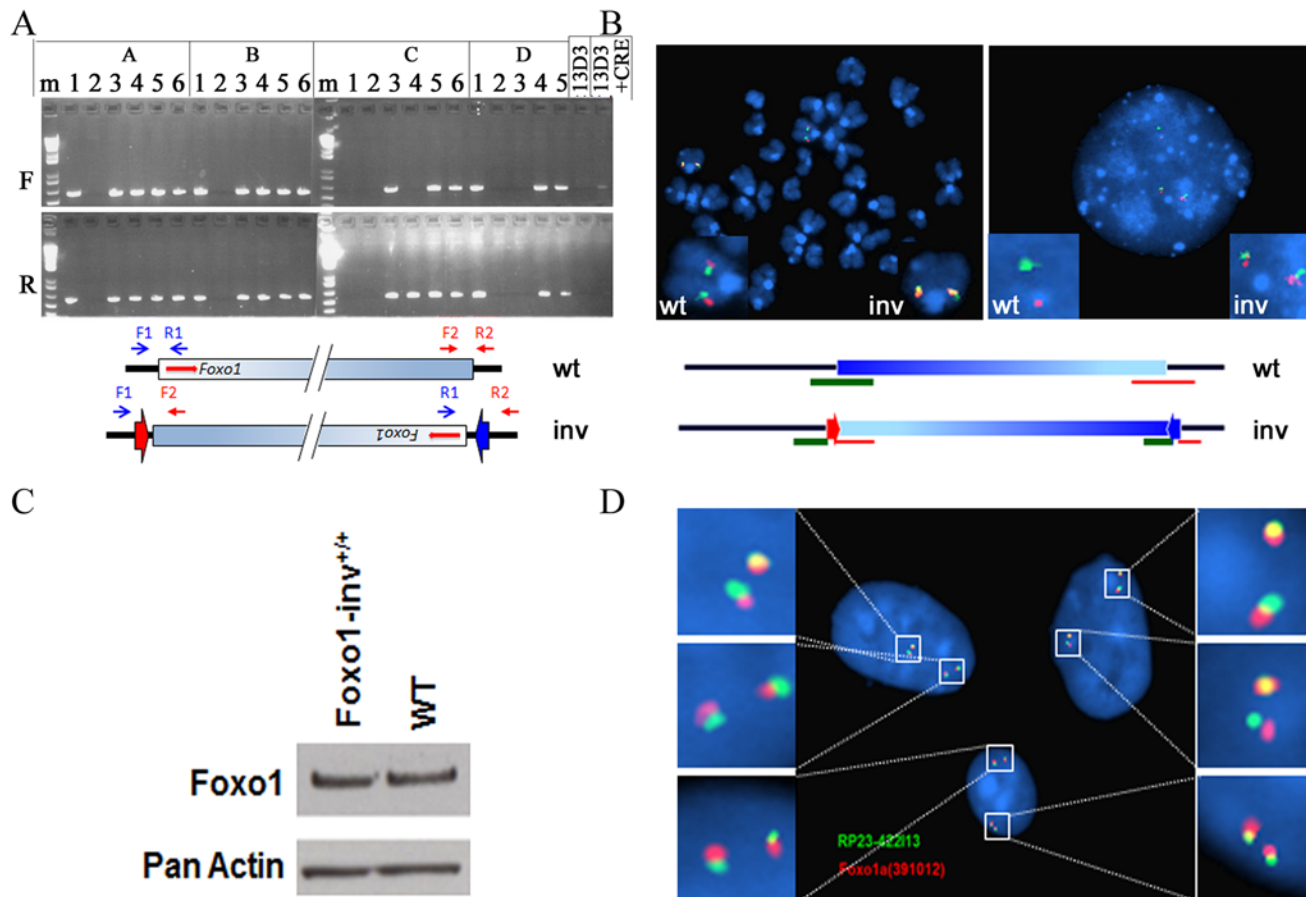 A
A B C D 13D3 13D3 +CRE
m 1 2 3 4 5 6 1 2 3 4 5 6 m 1 2 3 4 5 6 1 2 3 4 5
F
R
F1 R1 F2 R2
Foxo1 wt
F1 F2 R1 R2
Foxo1 inv
B
wt inv
wt inv
wt
inv
C
Foxo1-inv+/+
WT
Foxo1
Pan Actin
D
RP23-422I13
Foxo1a(391012)